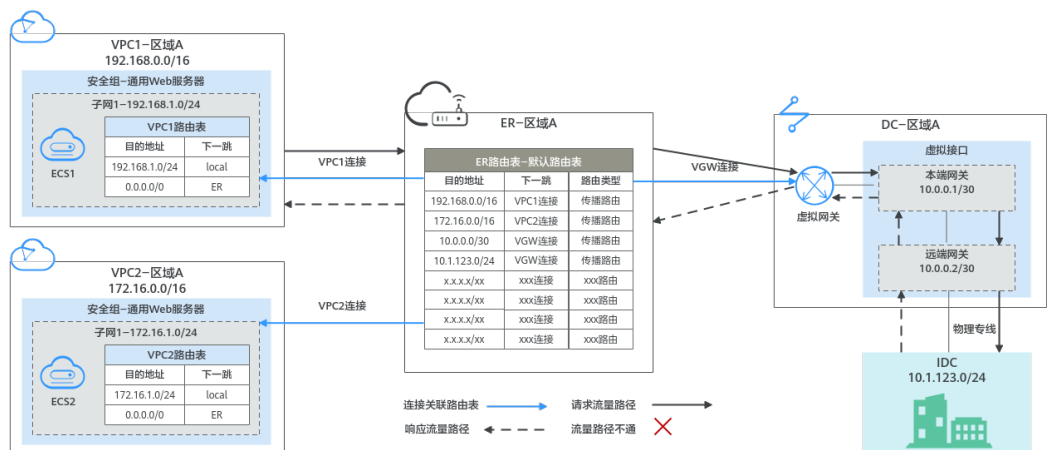 VPC1-区域A
192.168.0.0/16
安全组-通用Web服务器
子网1-192.168.1.0/24
VPC1路由表
目的地址 下一跳
192.168.1.0/24 local
0.0.0.0/0 ER
ECS1
VPC2-区域A
172.16.0.0/16
安全组-通用Web服务器
子网1-172.16.1.0/24
VPC2路由表
目的地址 下一跳
172.16.1.0/24 local
0.0.0.0/0 ER
ECS2
VPC1连接
VPC2连接
ER-区域A
ER路由表-默认路由表
目的地址 下一跳 路由类型
192.168.0.0/16 VPC1连接 传播路由
172.16.0.0/16 VPC2连接 传播路由
10.0.0.0/30 VGW连接 传播路由
10.1.123.0/24 VGW连接 传播路由
x.x.x.x/xx xxx连接 xxx路由
x.x.x.x/xx xxx连接 xxx路由
x.x.x.x/xx xxx连接 xxx路由
x.x.x.x/xx xxx连接 xxx路由
VGW连接
DC-区域A
虚拟接口
本端网关
10.0.0.1/30
虚拟网关
远端网关
10.0.0.2/30
物理专线
IDC
10.1.123.0/24
连接关联路由表
请求流量路径
响应流量路径
流量路径不通